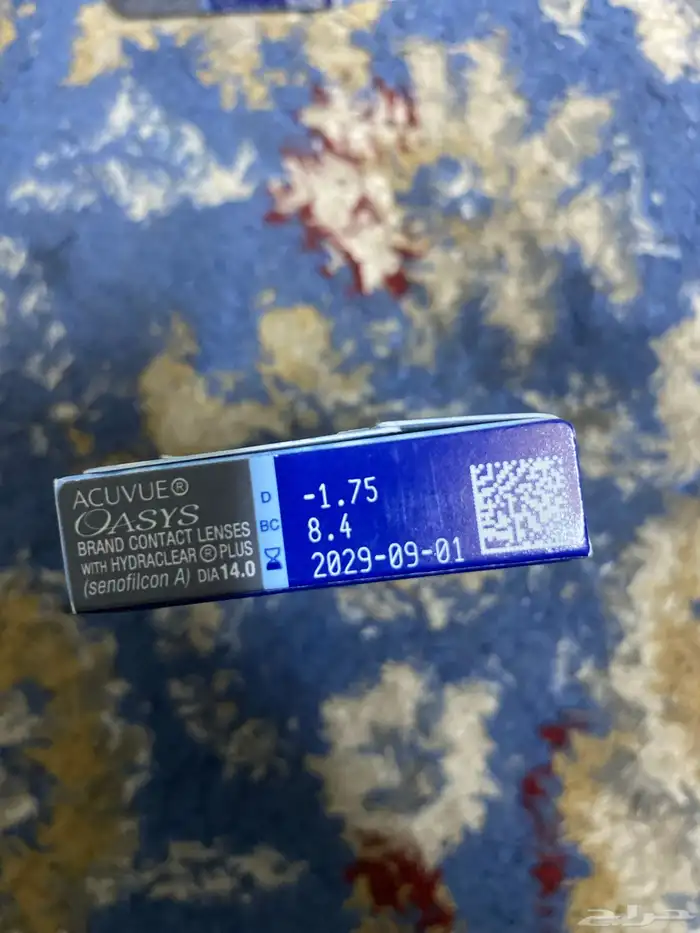 ACUVUE®
OASYS
BRAND CONTACT LENSES
WITH HYDRACLEAR® PLUS
(senofilcon A) DIA 14.0
D -1.75
BC 8.4
2029-09-01
حراج